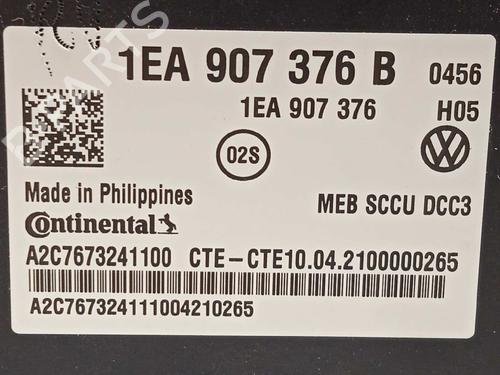 1EA 907 376 B 0456
1EA 907 376 H05
02S
Made in Philippines
MEB SCCU DCC3
Continental
A2C7673241100 CTE-CTE10.04.2100000265
A2C767324111004210265